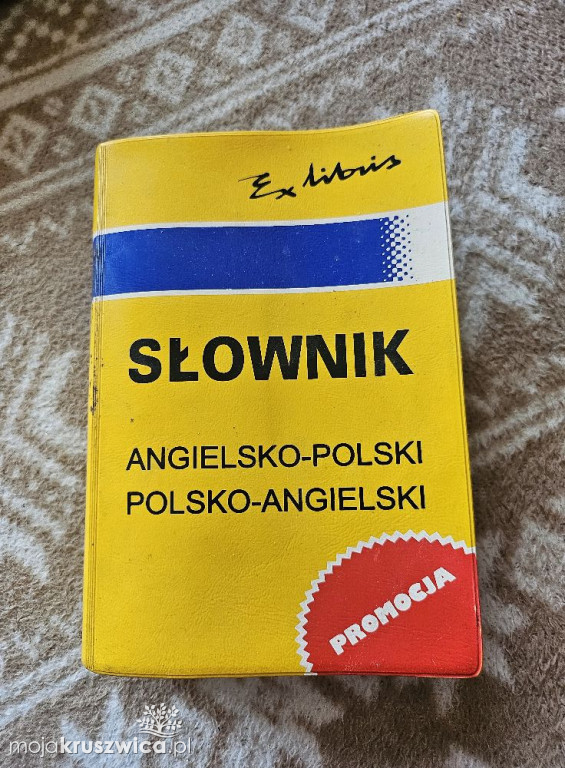 Ex libris
SŁOWNIK
ANGIELSKO-POLSKI
POLSKO-ANGIELSKI
PROMOCJA
mojakruszwica.pl